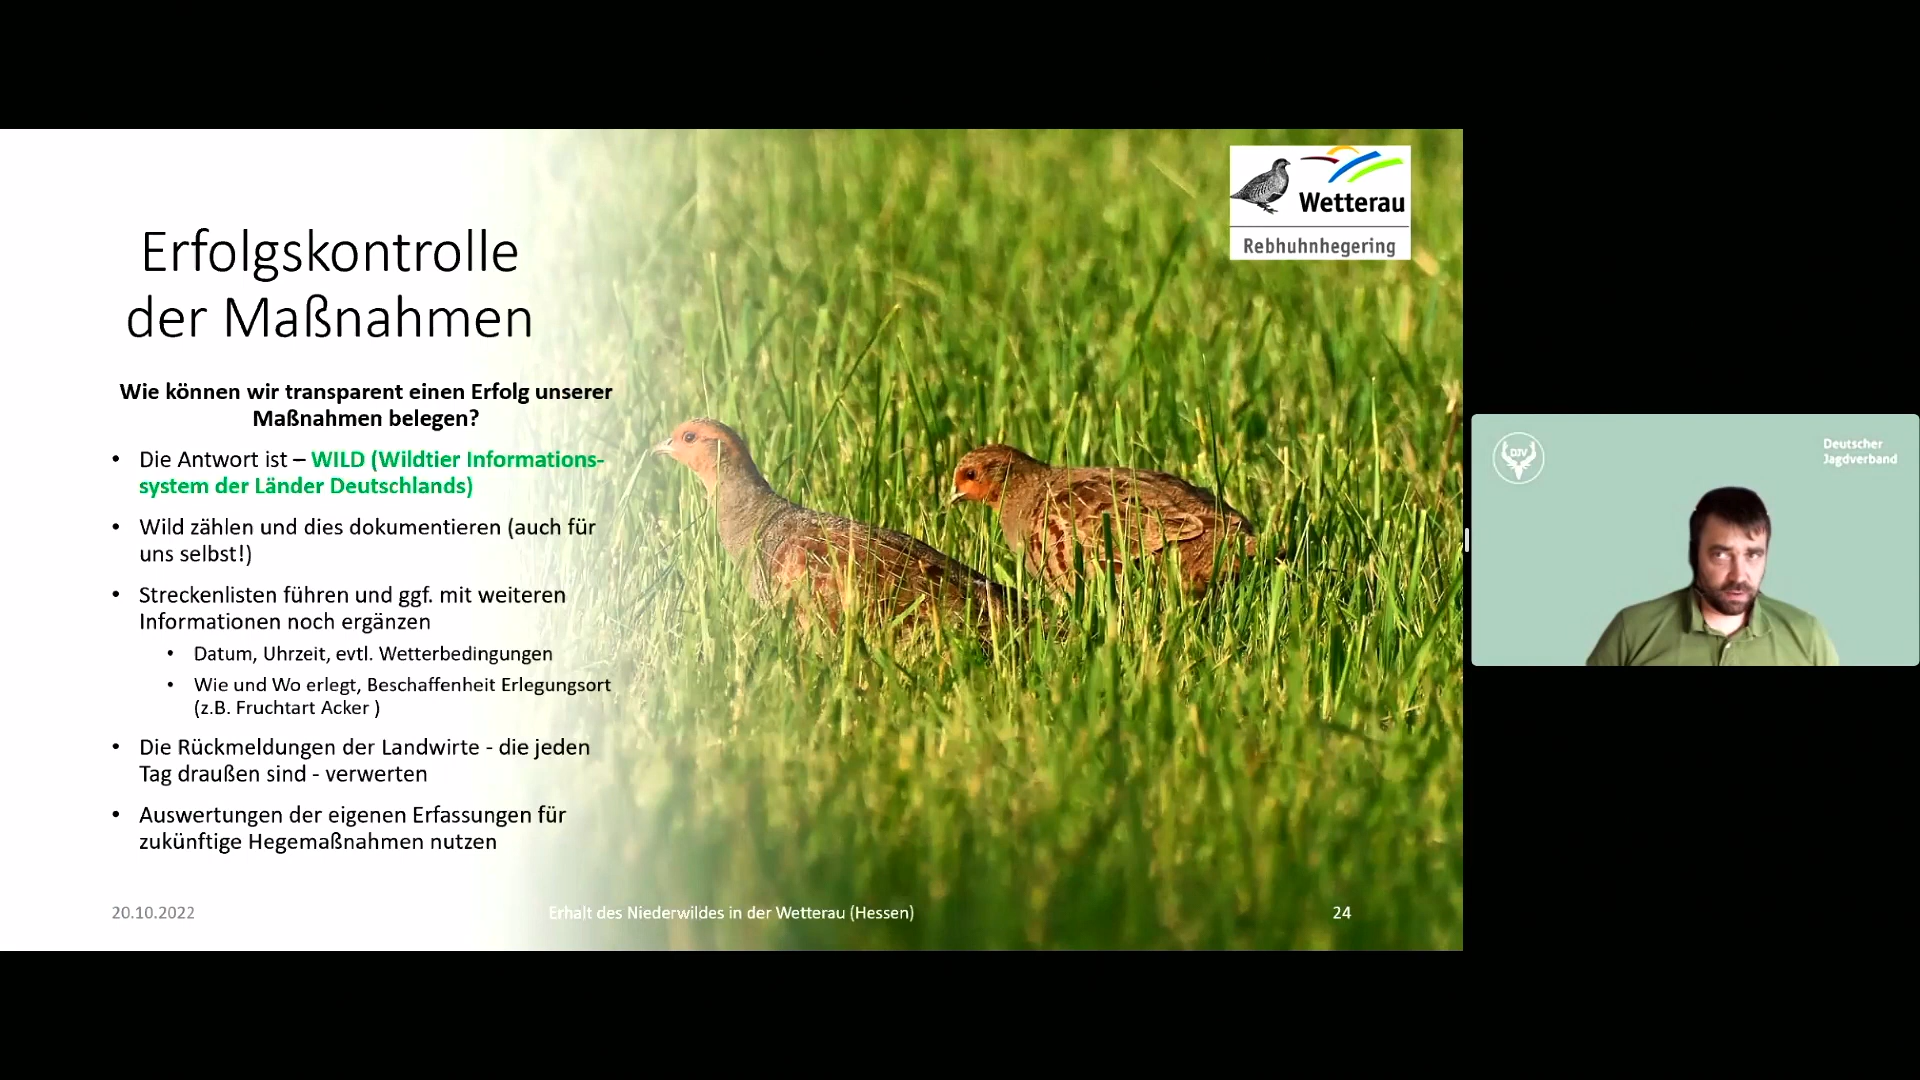 Wetterau
Rebhuhnhegering
Erfolgskontrolle
der Maßnahmen
Wie können wir transparent einen Erfolg unserer
Maßnahmen belegen?
• Die Antwort ist – WILD (Wildtier Informations-
system der Länder Deutschlands)
• Wild zählen und dies dokumentieren (auch für
uns selbst!)
• Streckenlisten führen und ggf. mit weiteren
Informationen noch ergänzen
• Datum, Uhrzeit, evtl. Wetterbedingungen
• Wie und Wo erlegt, Beschaffenheit Erlegungsort
(z.B. Fruchtart Acker )
• Die Rückmeldungen der Landwirte - die jeden
Tag draußen sind - verwerten
• Auswertungen der eigenen Erfassungen für
zukünftige Hegemaßnahmen nutzen
20.10.2022
Erhalt des Niederwildes in der Wetterau (Hessen)
24
DJV
Deutscher
Jagdverband